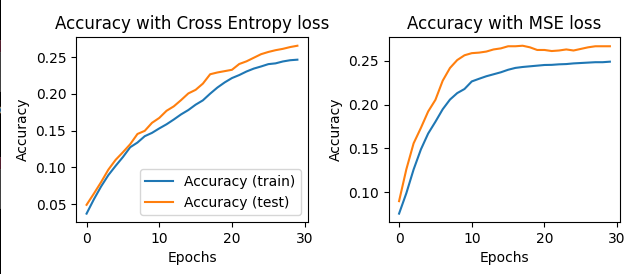 Accuracy with Cross Entropy loss
Accuracy
0.25
0.20
0.15
0.10
0.05
Accuracy (train)
Accuracy (test)
0
10
20
30
Epochs
Accuracy with MSE loss
Accuracy
0.25
0.20
0.15
0.10
0
10
20
30
Epochs